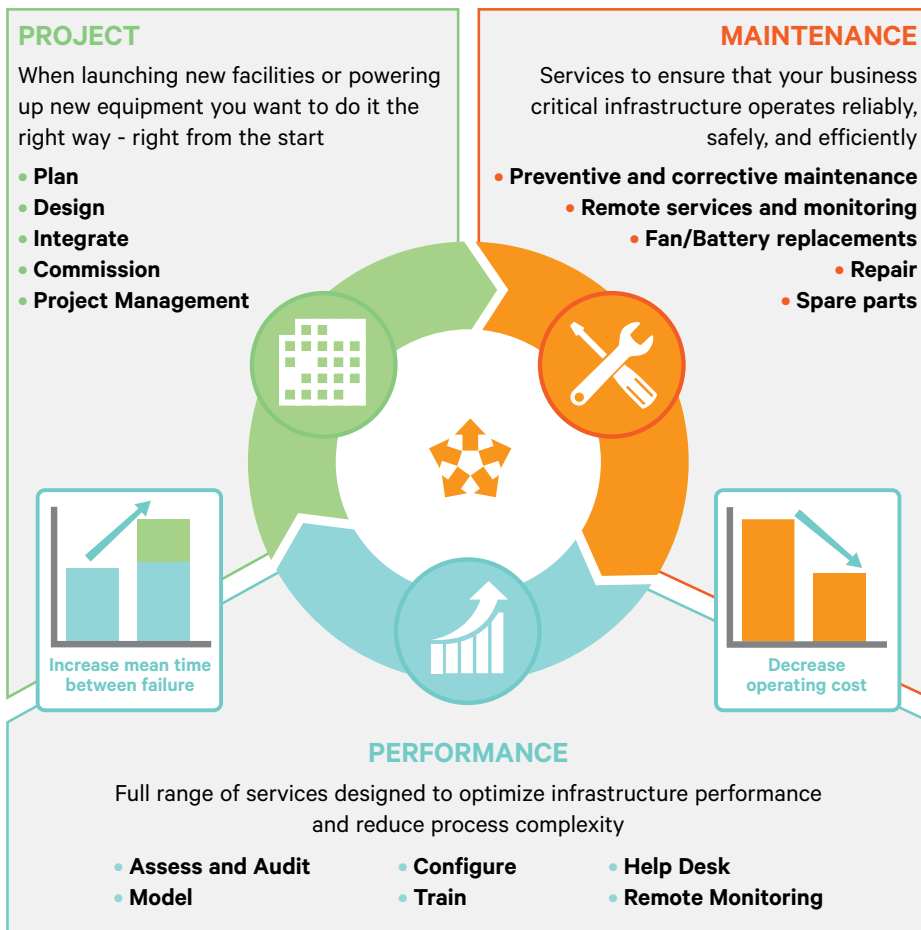 PROJECT
When launching new facilities or powering
up new equipment you want to do it the
right way - right from the start
• Plan
• Design
• Integrate
• Commission
• Project Management
MAINTENANCE
Services to ensure that your business
critical infrastructure operates reliably,
safely, and efficiently
• Preventive and corrective maintenance
• Remote services and monitoring
• Fan/Battery replacements
• Repair
• Spare parts
Increase mean time
between failure
Decrease
operating cost
PERFORMANCE
Full range of services designed to optimize infrastructure performance
and reduce process complexity
• Assess and Audit
• Model
• Configure
• Train
• Help Desk
• Remote Monitoring